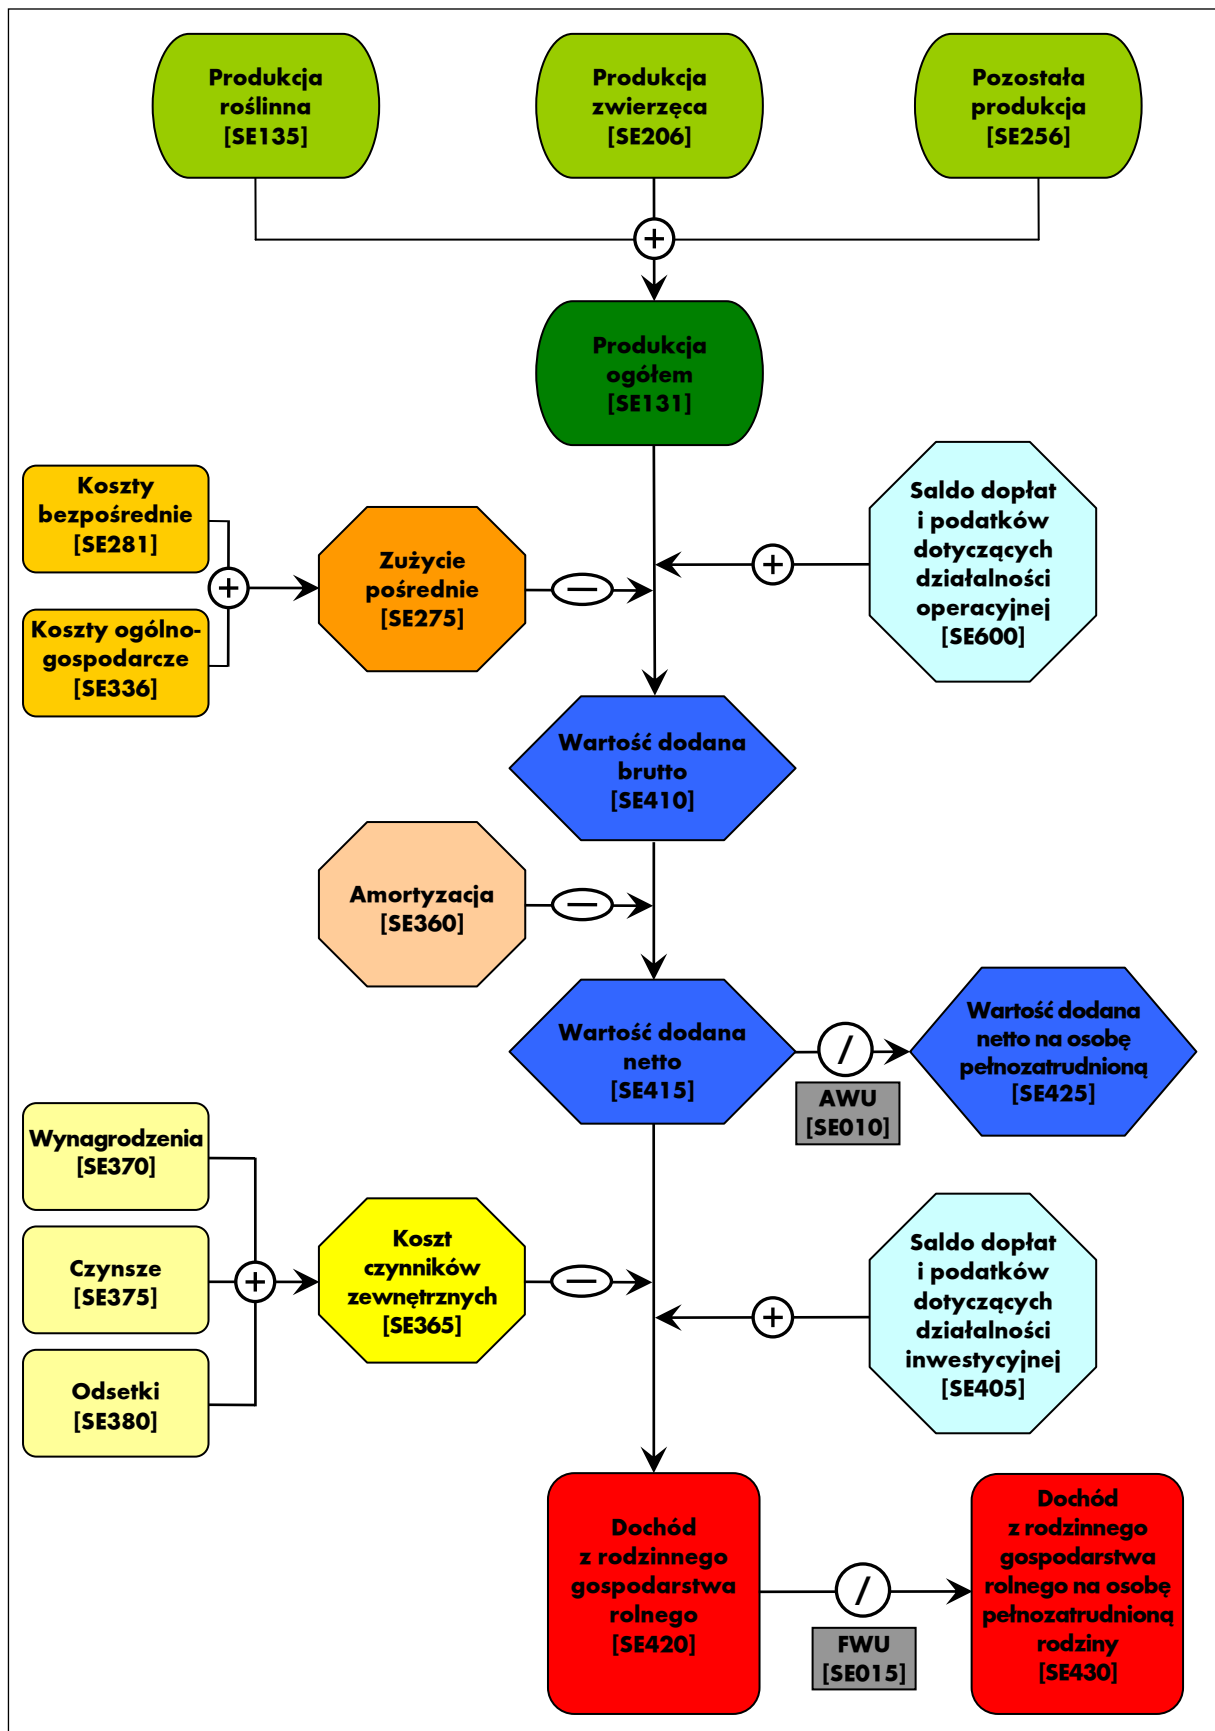 Produkcja
roślinna
[SE135]
Produkcja
zwierzęca
[SE206]
Pozostała
produkcja
[SE256]
+
Produkcja
ogółem
[SE131]
Koszty
bezpośrednie
[SE281]
+
Koszty ogólno-
gospodarcze
[SE336]
Zużycie
pośrednie
[SE275]
—
+
Saldo dopłat
i podatków
dotyczących
działalności
operacyjnej
[SE600]
Wartość dodana
brutto
[SE410]
Amortyzacja
[SE360]
—
Wartość dodana
netto
[SE415]
/
AWU
[SE010]
Wartość dodana
netto na osobę
pełnozatrudnioną
[SE425]
Wynagrodzenia
[SE370]
Czynsze
[SE375]
+
Odsetki
[SE380]
Koszt
czynników
zewnętrznych
[SE365]
—
+
Saldo dopłat
i podatków
dotyczących
działalności
inwestycyjnej
[SE405]
Dochód
z rodzinnego
gospodarstwa
rolnego
[SE420]
/
FWU
[SE015]
Dochód
z rodzinnego
gospodarstwa
rolnego na osobę
pełnozatrudnioną
rodziny
[SE430]